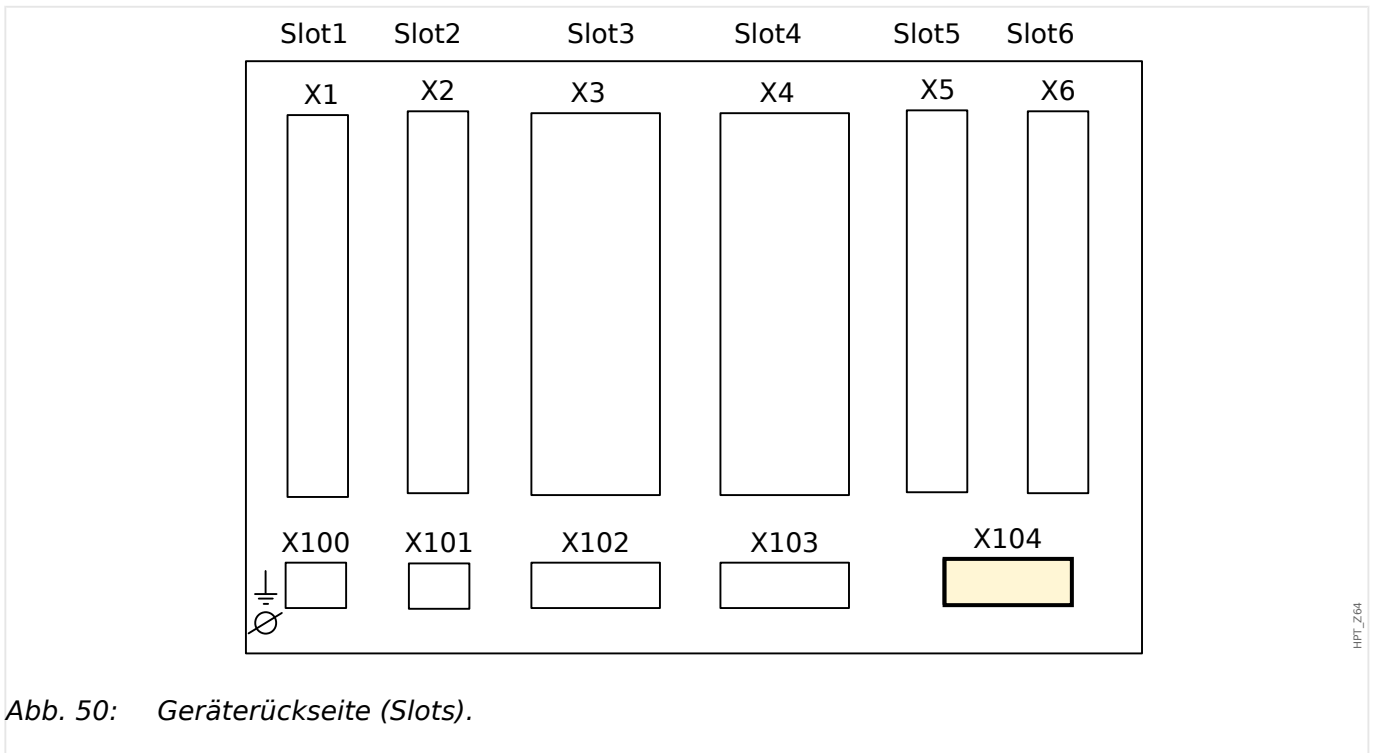 Slot1 Slot2 Slot3 Slot4 Slot5 Slot6
X1 X2 X3 X4 X5 X6
X100 X101 X102 X103 X104
HPT_Z64
Abb. 50: Geräterückseite (Slots).